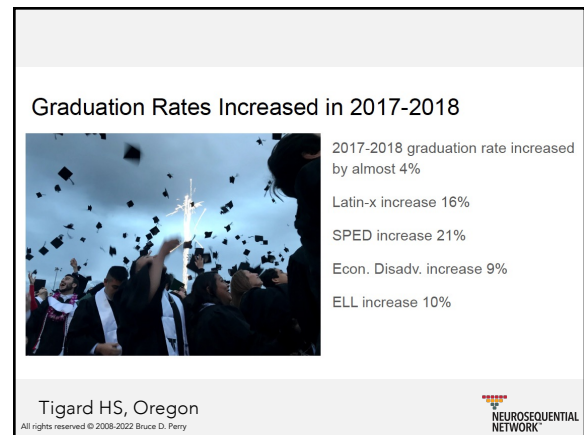 Graduation Rates Increased in 2017-2018
2017-2018 graduation rate increased
by almost 4%
Latin-x increase 16%
SPED increase 21%
Econ. Disadv. increase 9%
ELL increase 10%
Tigard HS, Oregon
All rights reserved © 2008-2022 Bruce D. Perry
NEUROSEQUENTIAL
NETWORK™